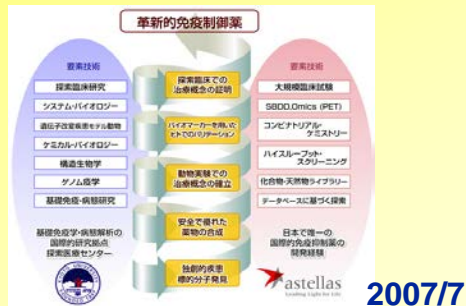 革新的免疫制御薬
要素技術
探索臨床研究
システム・バイオロジー
遺伝子改変疾患モデル動物
ケミカル・バイオロジー
構造生物学
ゲノム疫学
基礎免疫・病態研究
基礎免疫学・病態解析の
国際的研究拠点
探索医療センター
探索臨床での
治療概念の証明
バイオマーカーを用いた
ヒトでのバリデーション
動物実験での
治療概念の確立
安全で優れた
薬物の合成
独創的疾患
標的分子発見
要素技術
大規模臨床試験
SBDD,Omics (PET)
コンビナトリアル・
ケミストリー
ハイスループット・
スクリーニング
化合物・天然物ライブラリー
データベースに基づく探索
日本で唯一の
国際的免疫抑制薬の
開発経験
astellas
Leading Light for Life
2007/7